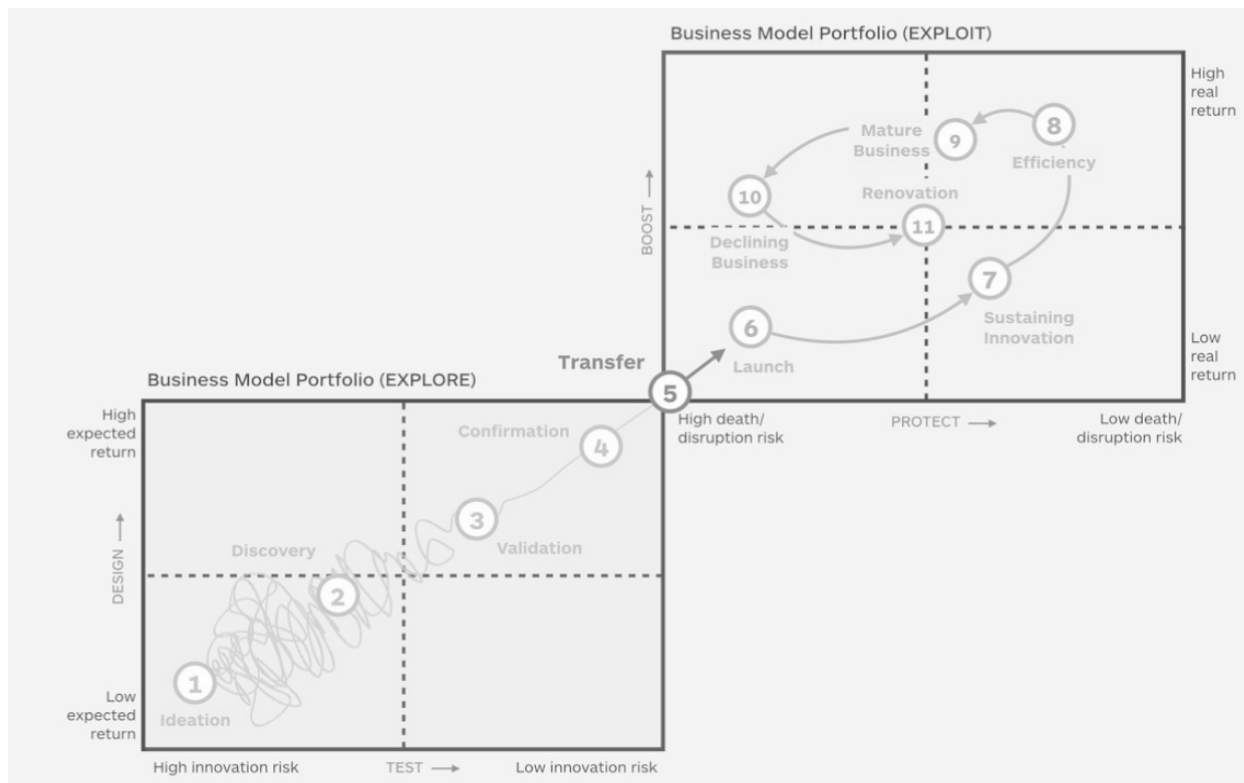 Business Model Portfolio (EXPLOIT)
High
real
return
8
Mature
Business
9
Efficiency
10
Renovation
BOOST
11
Declining
Business
7
6
Sustaining
Innovation
Low
real
return
Launch
Transfer
5
Business Model Portfolio (EXPLORE)
High death/
disruption risk
PROTECT
Low death/
disruption risk
High
expected
return
Confirmation
4
3
Validation
Discovery
DESIGN
2
1
Ideation
Low
expected
return
High innovation risk
TEST
Low innovation risk